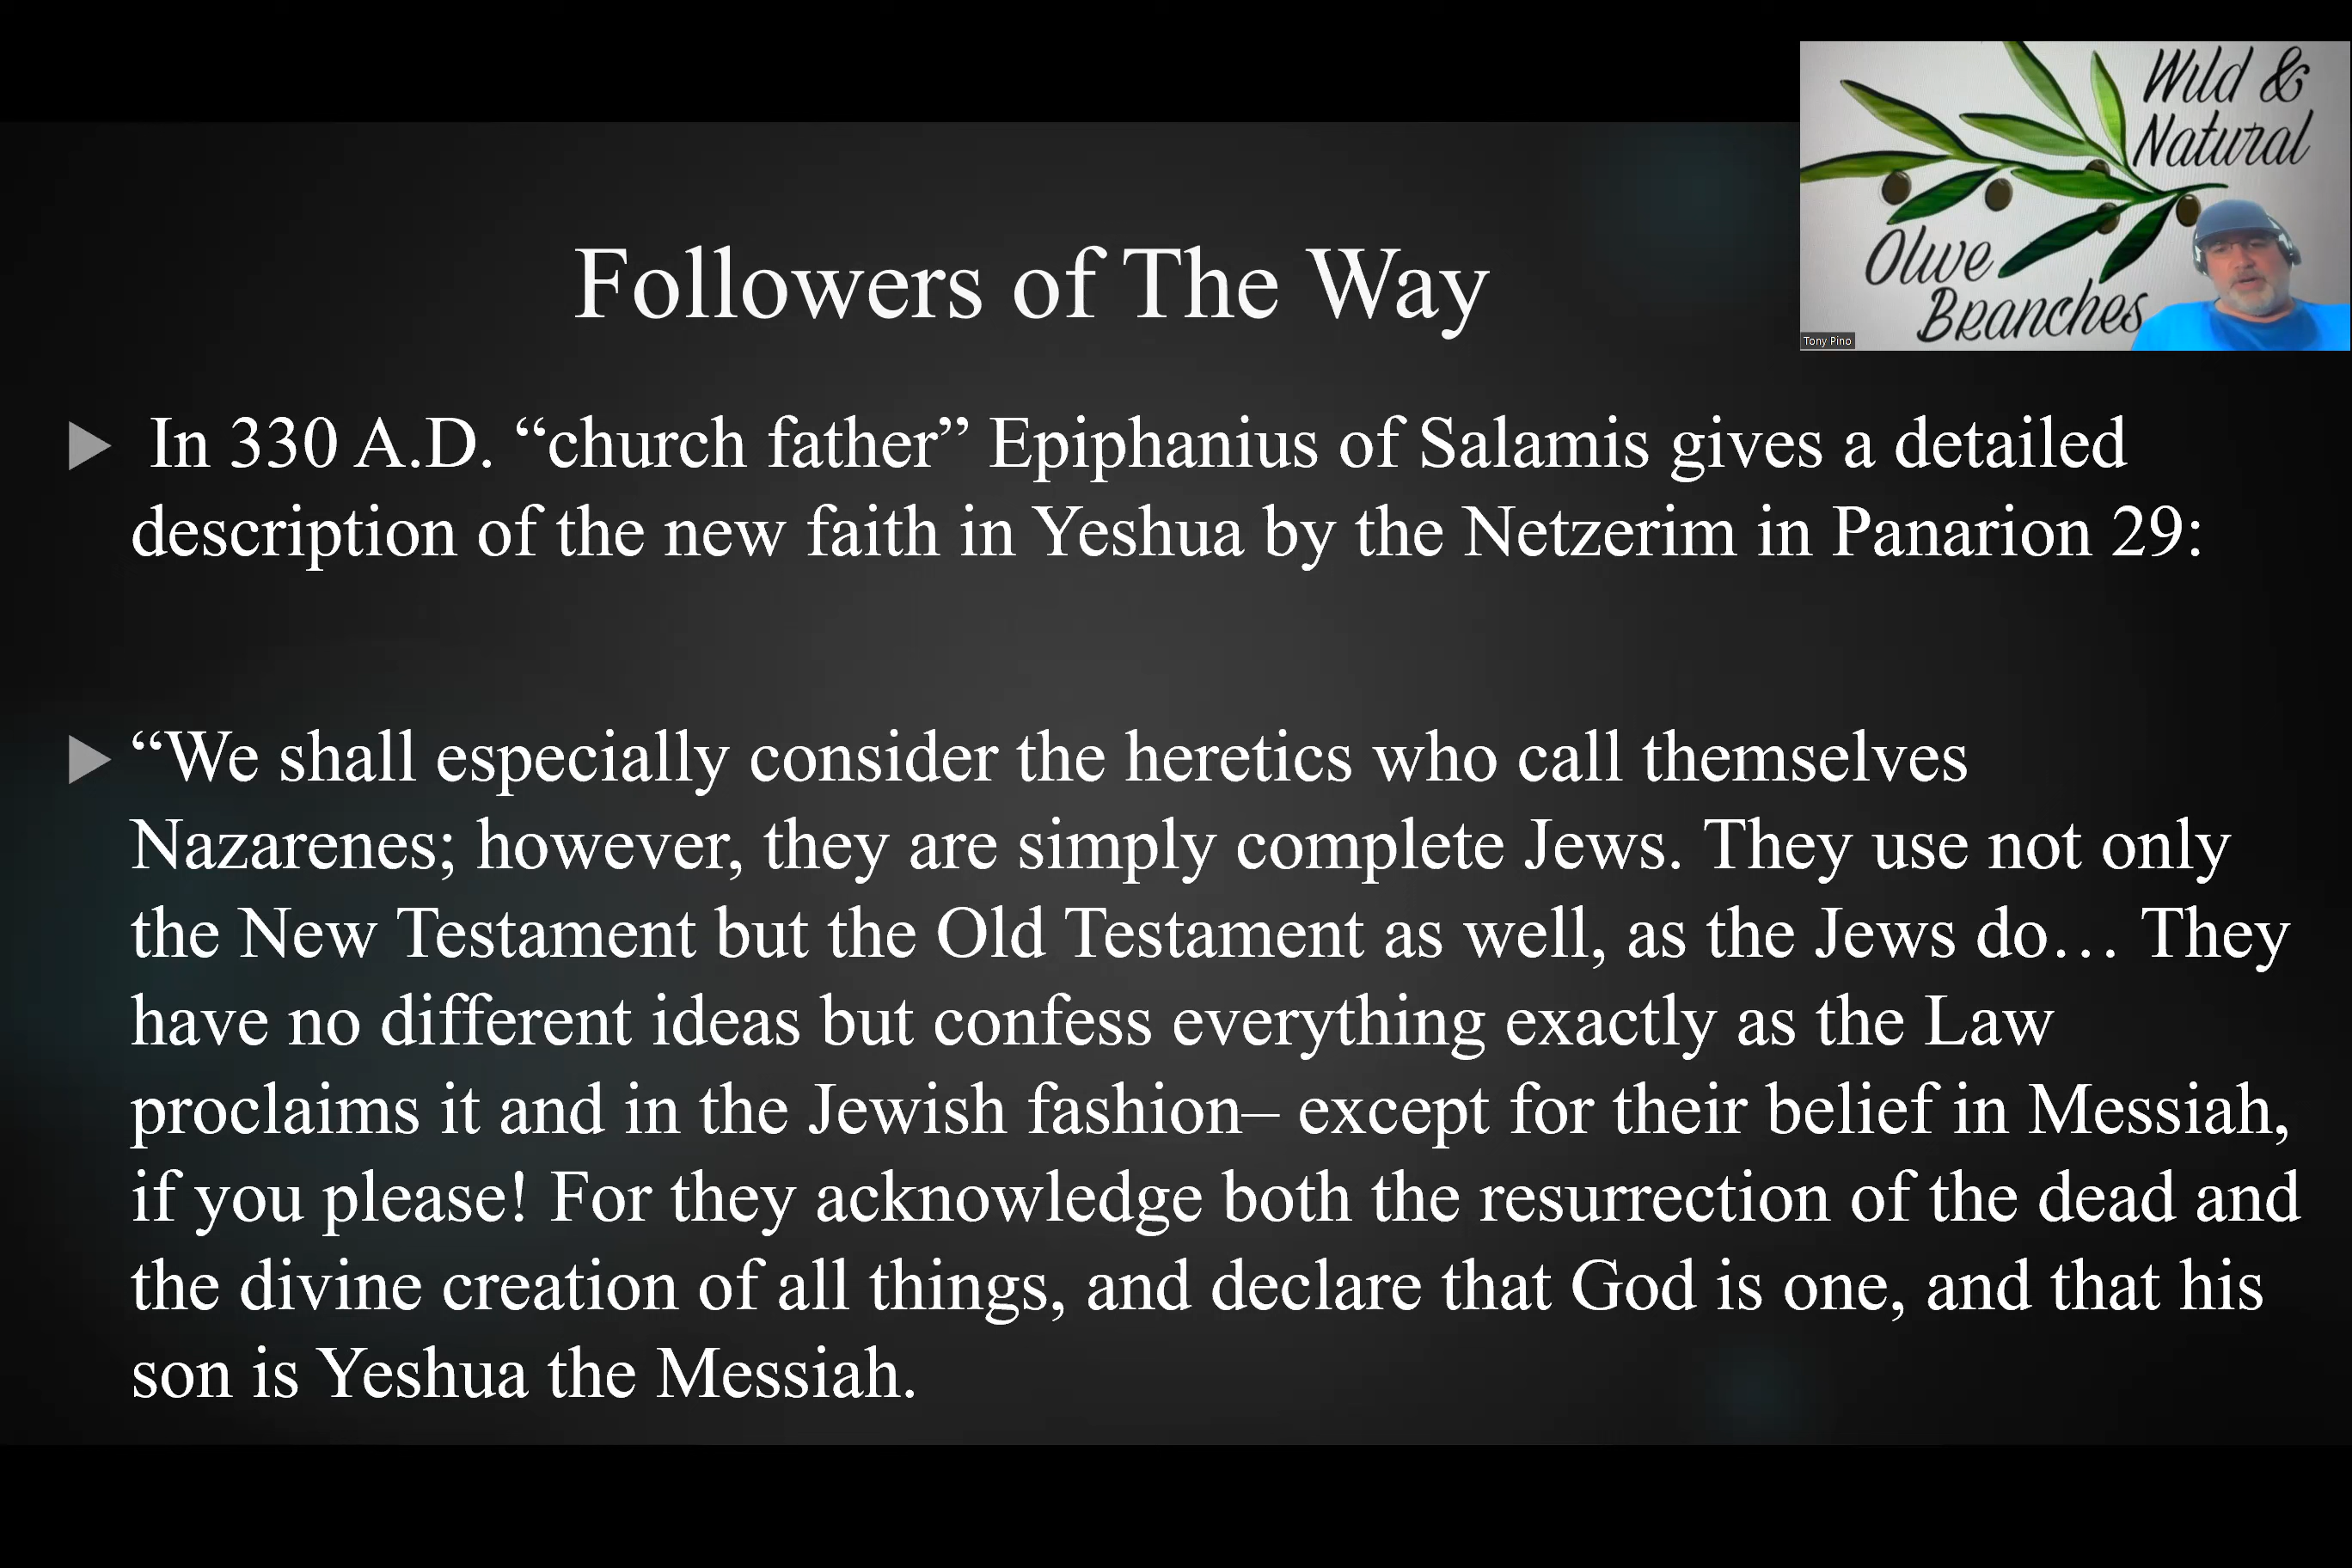 Wild &
Natural
Olive
Branches
Tony Pino
Followers of The Way
In 330 A.D. “church father” Epiphanius of Salamis gives a detailed
description of the new faith in Yeshua by the Netzerim in Panarion 29:
“We shall especially consider the heretics who call themselves
Nazarenes; however, they are simply complete Jews. They use not only
the New Testament but the Old Testament as well, as the Jews do… They
have no different ideas but confess everything exactly as the Law
proclaims it and in the Jewish fashion– except for their belief in Messiah,
if you please! For they acknowledge both the resurrection of the dead and
the divine creation of all things, and declare that God is one, and that his
son is Yeshua the Messiah.